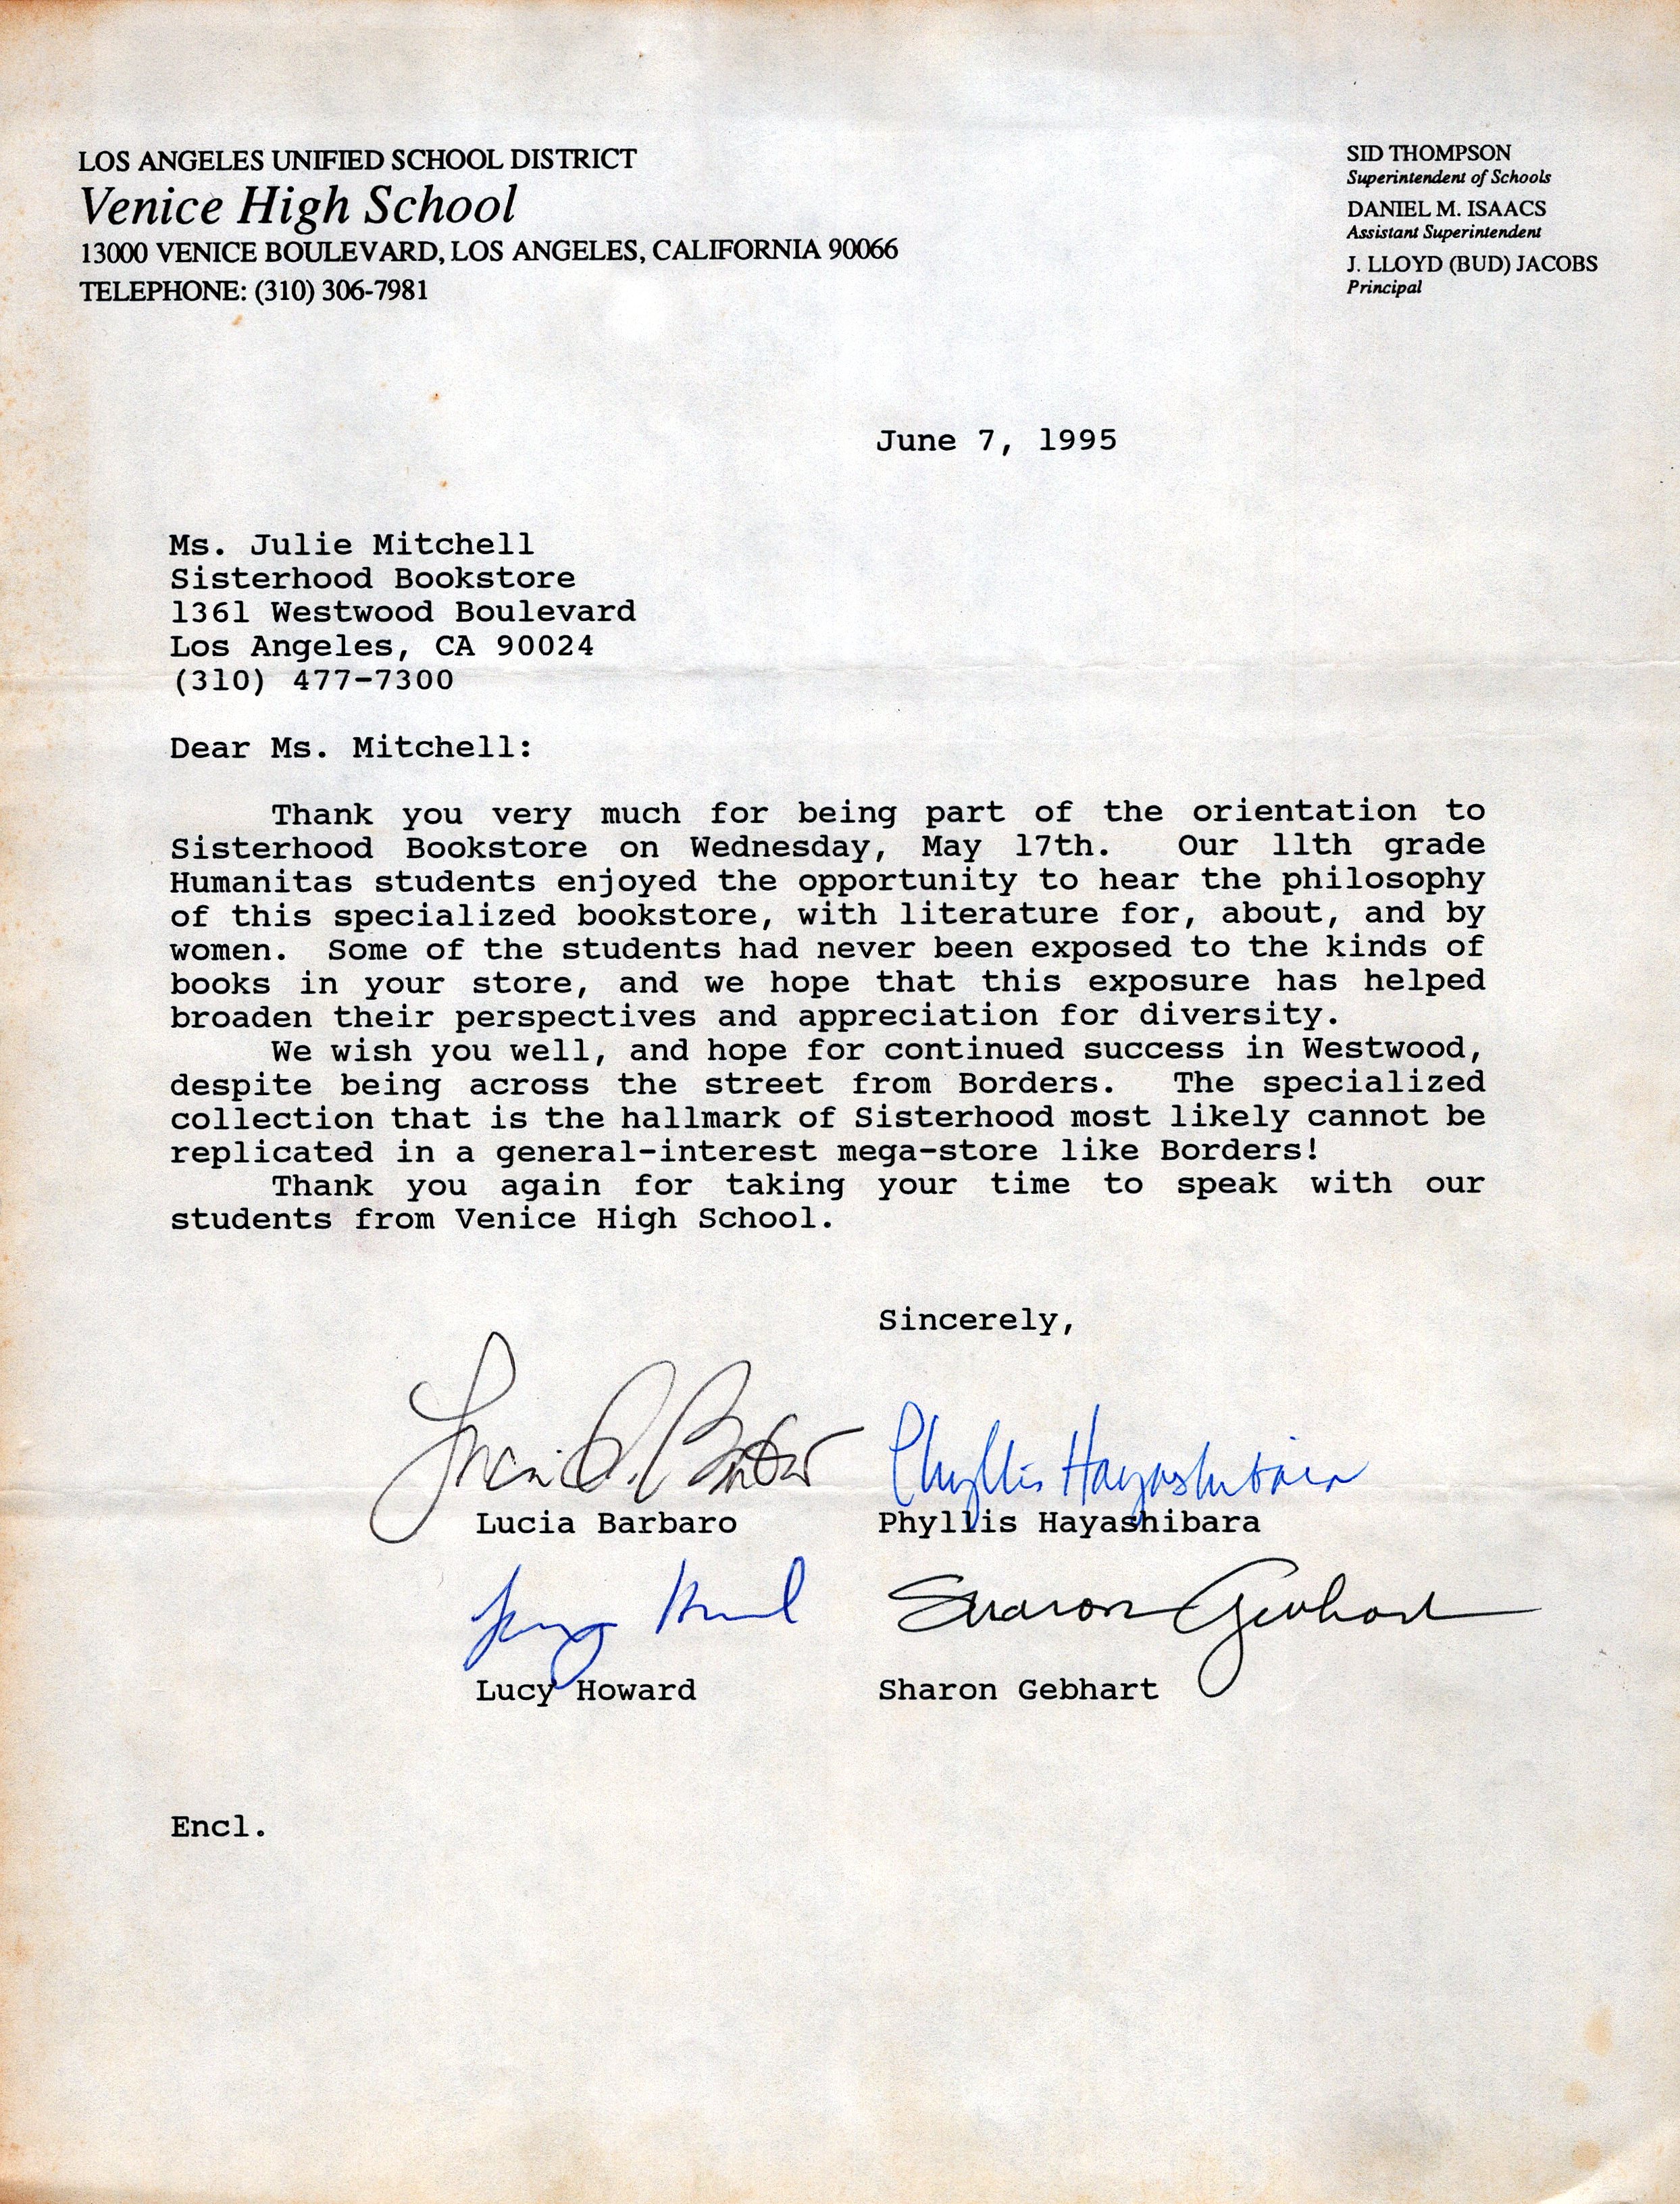 LOS ANGELES UNIFIED SCHOOL DISTRICT
Venice High School
13000 VENICE BOULEVARD, LOS ANGELES, CALIFORNIA 90066
TELEPHONE: (310) 306-7981
SID THOMPSON
Superintendent of Schools
DANIEL M. ISAACS
Assistant Superintendent
J. LLOYD (BUD) JACOBS
Principal
June 7, 1995
Ms. Julie Mitchell
Sisterhood Bookstore
1361 Westwood Boulevard
Los Angeles, CA 90024
(310) 477-7300
Dear Ms. Mitchell:
Thank you very much for being part of the orientation to
Sisterhood Bookstore on Wednesday, May 17th. Our 11th grade
Humanitas students enjoyed the opportunity to hear the philosophy
of this specialized bookstore, with literature for, about, and by
women. Some of the students had never been exposed to the kinds of
books in your store, and we hope that this exposure has helped
broaden their perspectives and appreciation for diversity.
We wish you well, and hope for continued success in Westwood,
despite being across the street from Borders. The specialized
collection that is the hallmark of Sisterhood most likely cannot be
replicated in a general-interest mega-store like Borders!
Thank you again for taking your time to speak with our
students from Venice High School.
Sincerely,
Phyllis Hayashibara
Lucia Barbaro
Phyllis Hayashibara
Sharon Gebhart
Lucy Howard
Sharon Gebhart
Encl.